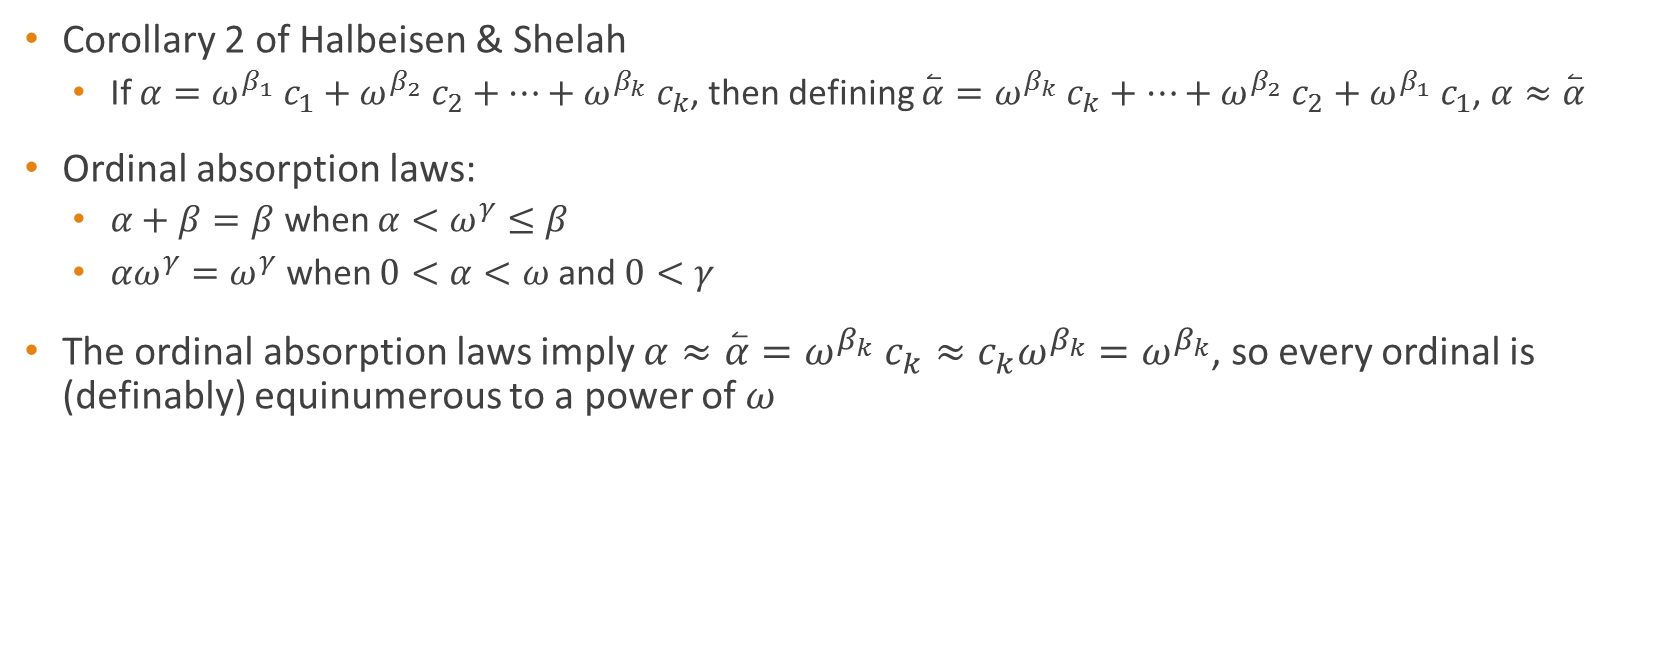 • Corollary 2 of Halbeisen & Shelah
• If α = ω^{β₁} c₁ + ω^{β₂} c₂ + ⋯ + ω^{βₖ} cₖ, then defining α̃ = ω^{βₖ} cₖ + ⋯ + ω^{β₂} c₂ + ω^{β₁} c₁, α ≈ α̃
• Ordinal absorption laws:
• α + β = β when α < ω^γ ≤ β
• αω^γ = ω^γ when 0 < α < ω and 0 < γ
• The ordinal absorption laws imply α ≈ α̃ = ω^{βₖ} cₖ ≈ cₖω^{βₖ} = ω^{βₖ}, so every ordinal is
(definably) equinumerous to a power of ω